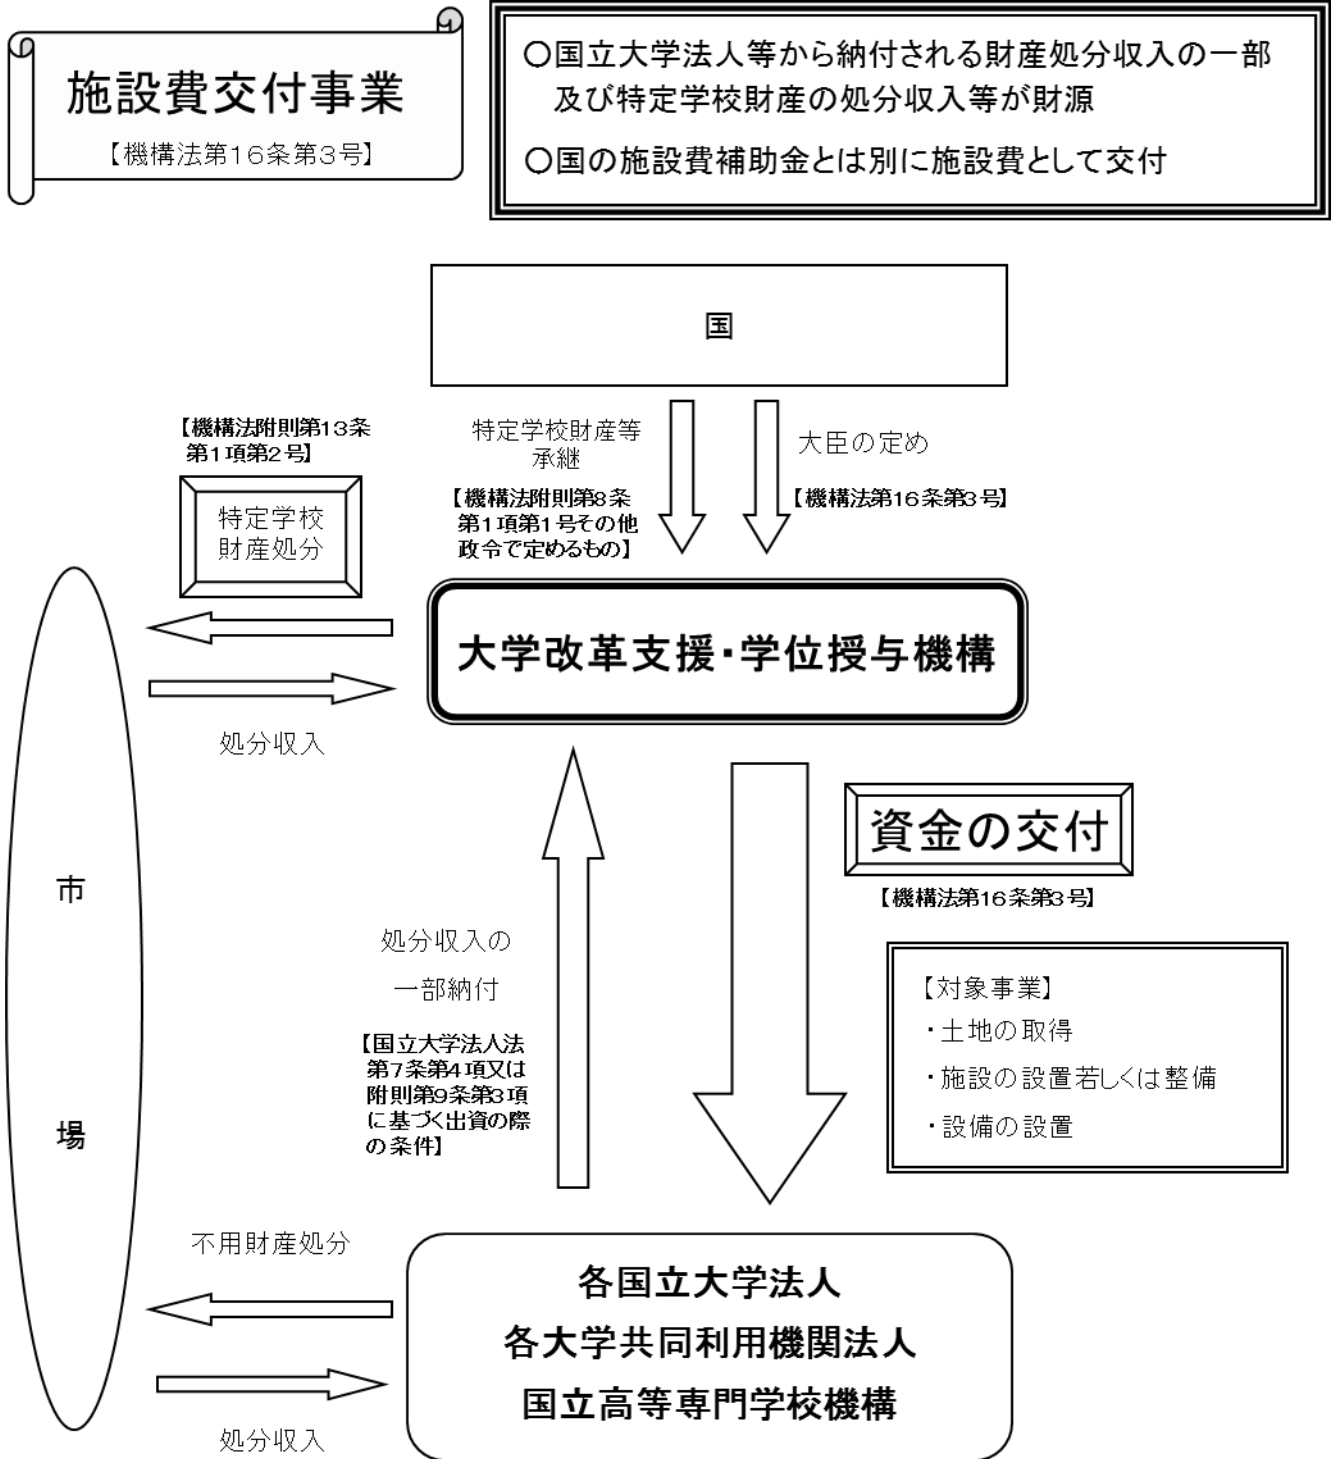 施設費交付事業
【機構法第16条第3号】
○国立大学法人等から納付される財産処分収入の一部
及び特定学校財産の処分収入等が財源
○国の施設費補助金とは別に施設費として交付
国
【機構法附則第13条
第1項第2号】
特定学校
財産処分
特定学校財産等
承継
【機構法附則第8条
第1項第1号その他
政令で定めるもの】
大臣の定め
【機構法第16条第3号】
大学改革支援・学位授与機構
処分収入
市
場
資金の交付
【機構法第16条第3号】
処分収入の
一部納付
【国立大学法人法
第7条第4項又は
附則第9条第3項
に基づく出資の際
の条件】
【対象事業】
・土地の取得
・施設の設置若しくは整備
・設備の設置
不用財産処分
処分収入
各国立大学法人
各大学共同利用機関法人
国立高等専門学校機構